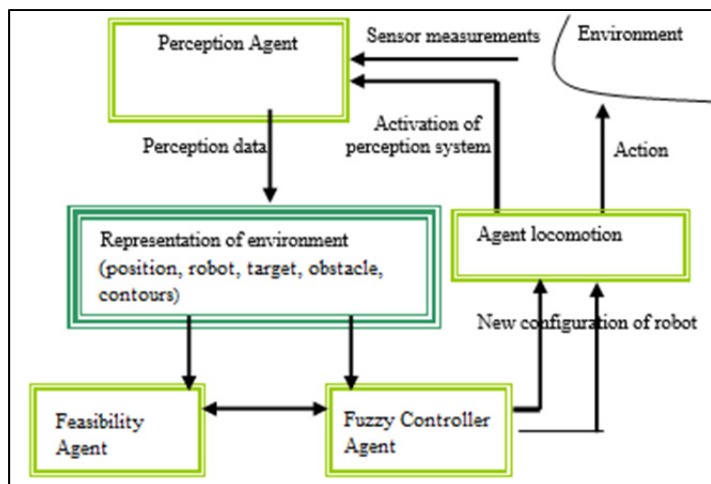 Perception Agent
Sensor measurements
Environment
Perception data
Activation of
perception system
Action
Representation of environment
(position, robot, target, obstacle,
contours)
Agent locomotion
New configuration of robot
Feasibility
Agent
Fuzzy Controller
Agent